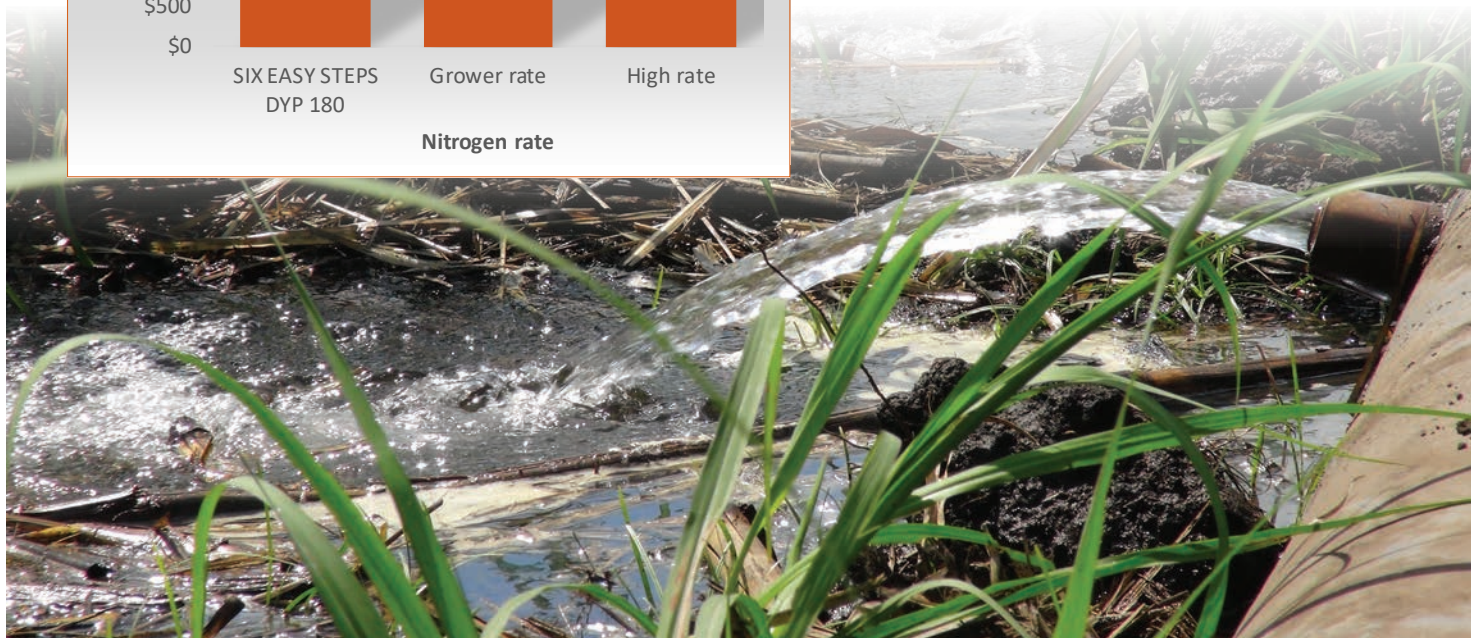 $500
$0
SIX EASY STEPS Grower rate High rate
DYP 180
Nitrogen rate